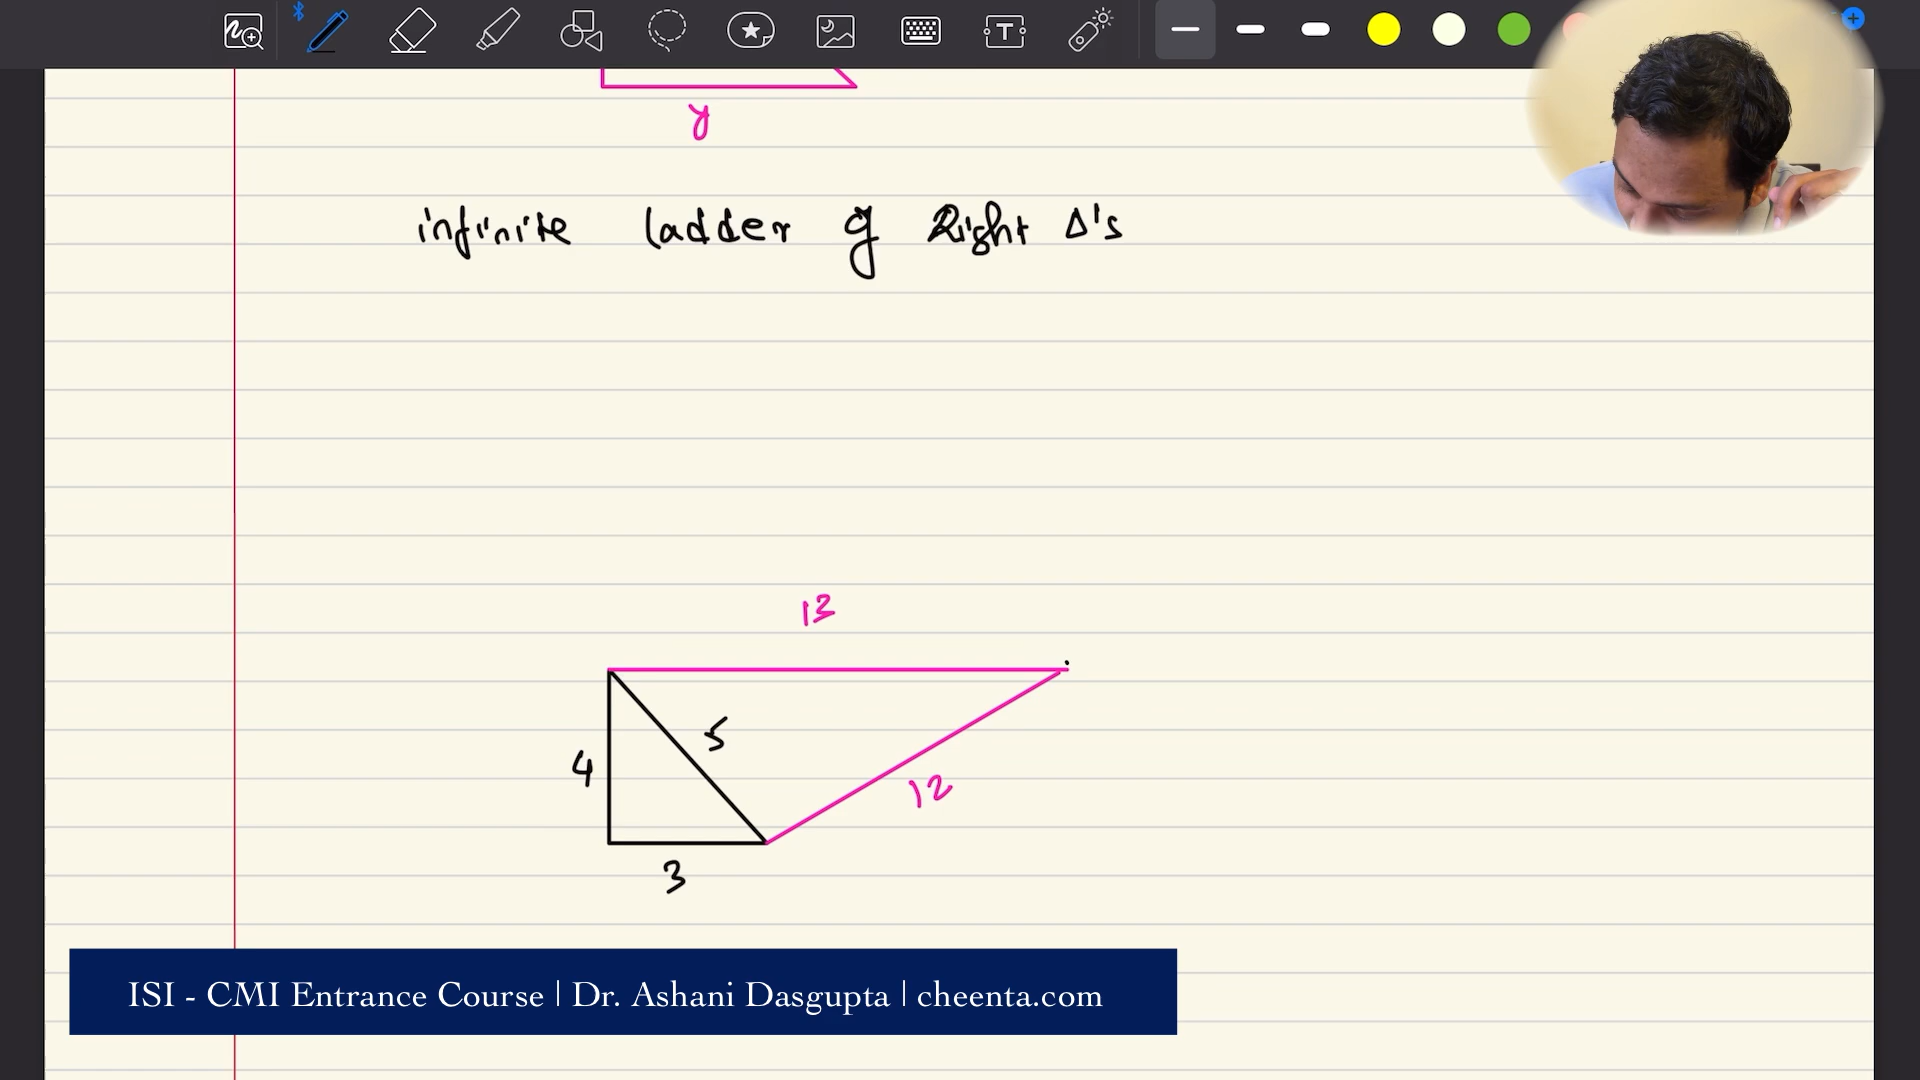 y
infinite ladder of Right Δ's
13
5
4
12
3
ISI - CMI Entrance Course | Dr. Ashani Dasgupta | cheenta.com